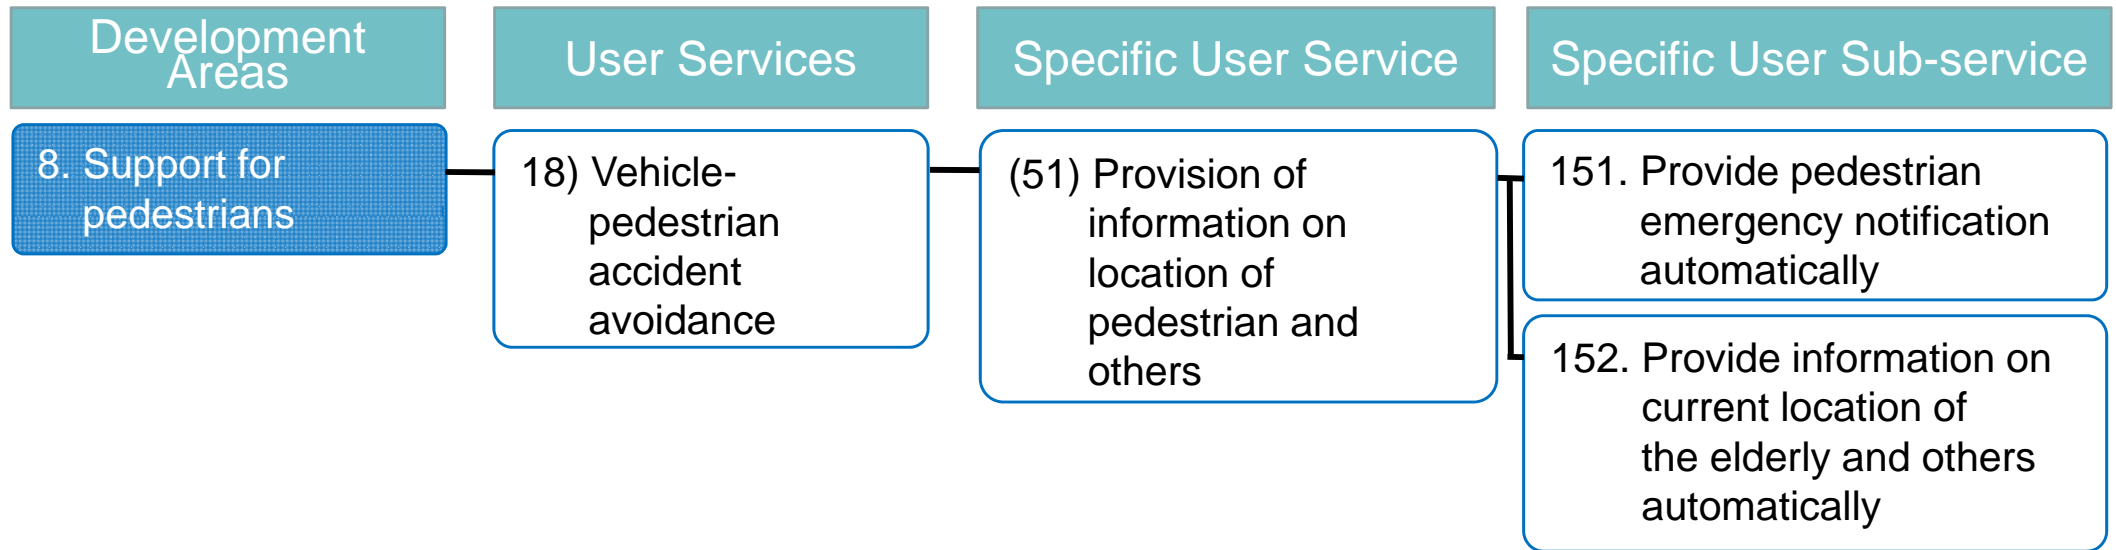 Development
Areas
User Services
Specific User Service
Specific User Sub-service
8. Support for
pedestrians
18) Vehicle-
pedestrian
accident
avoidance
(51) Provision of
information on
location of
pedestrian and
others
151. Provide pedestrian
emergency notification
automatically
152. Provide information on
current location of
the elderly and others
automatically